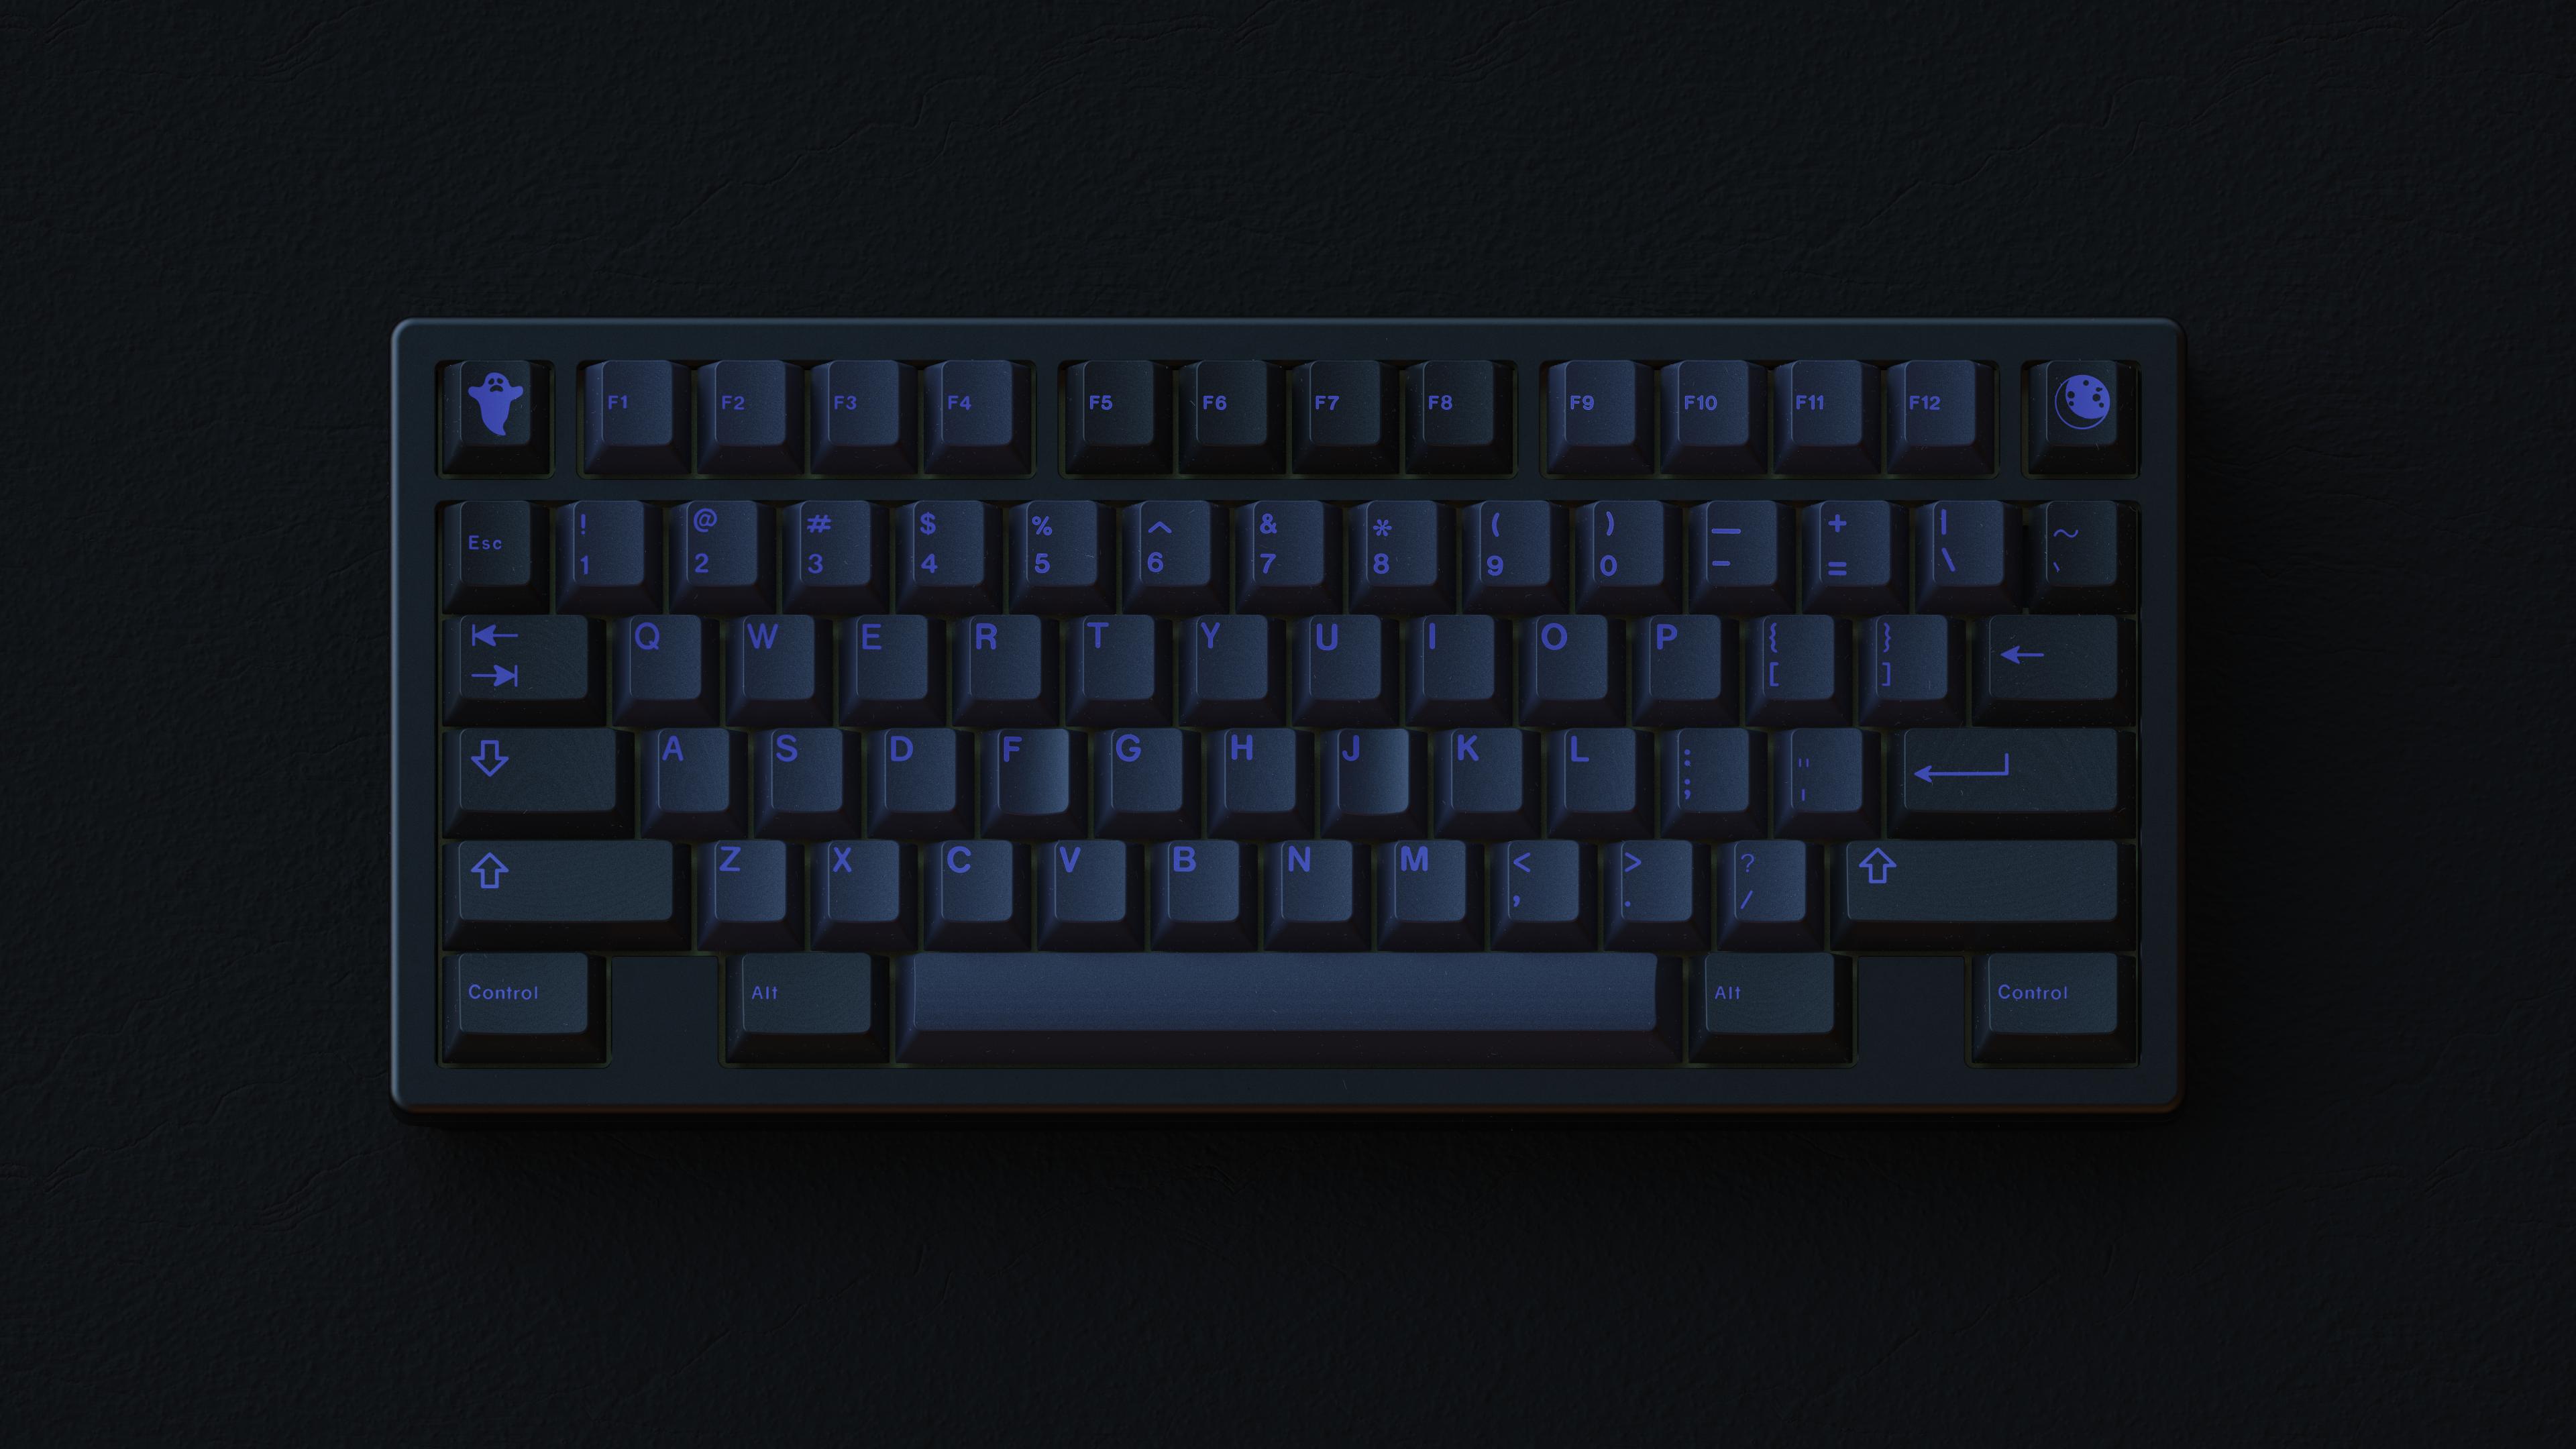 F1 F2 F3 F4 F5 F6 F7 F8 F9 F10 F11 F12
Esc ! 1 @ 2 # 3 $ 4 % 5 ^ 6 & 7 * 8 ( 9 ) 0 _ - + = | \ ~ `
Q W E R T Y U I O P { [ } ]
A S D F G H J K L : ; " '
Z X C V B N M < , > . ? /
Control Alt Alt Control